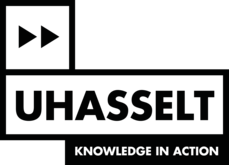 UHASSELT
KNOWLEDGE IN ACTION